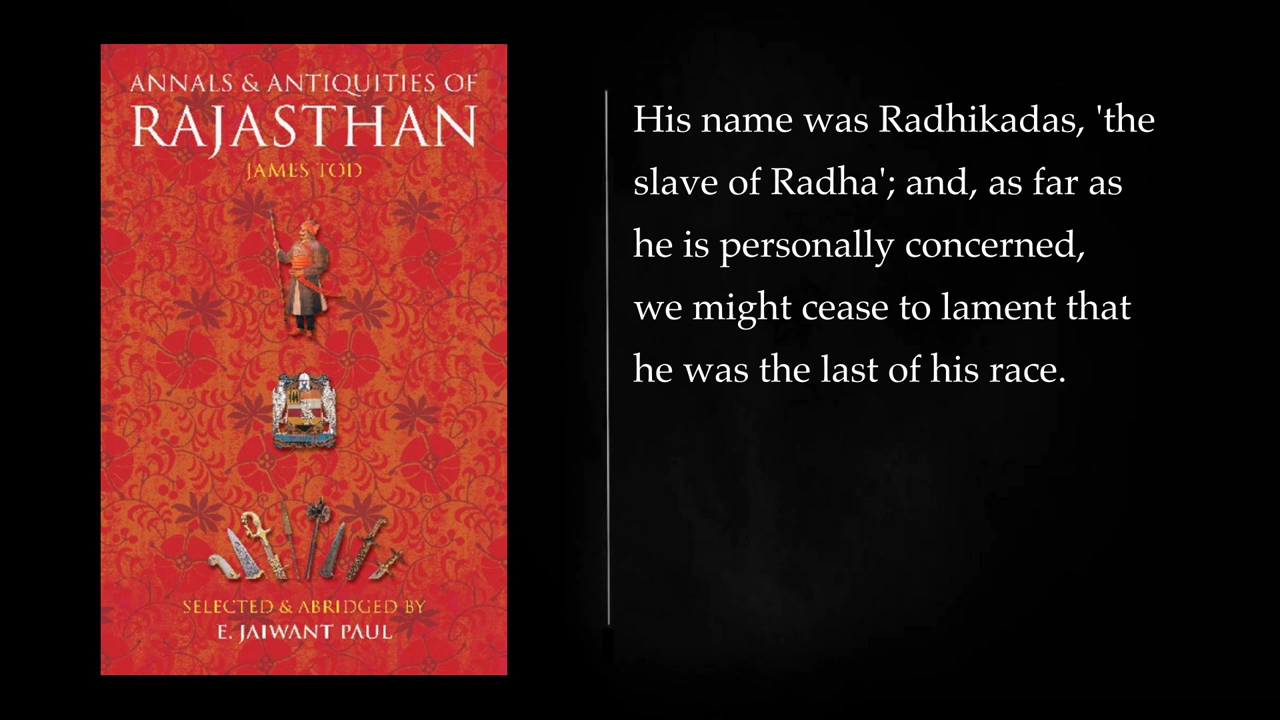 ANNALS & ANTIQUITIES OF
RAJASTHAN
JAMES TOD
SELECTED & ABRIDGED BY
E. JAIWANT PAUL
His name was Radhikadas, 'the
slave of Radha'; and, as far as
he is personally concerned,
we might cease to lament that
he was the last of his race.